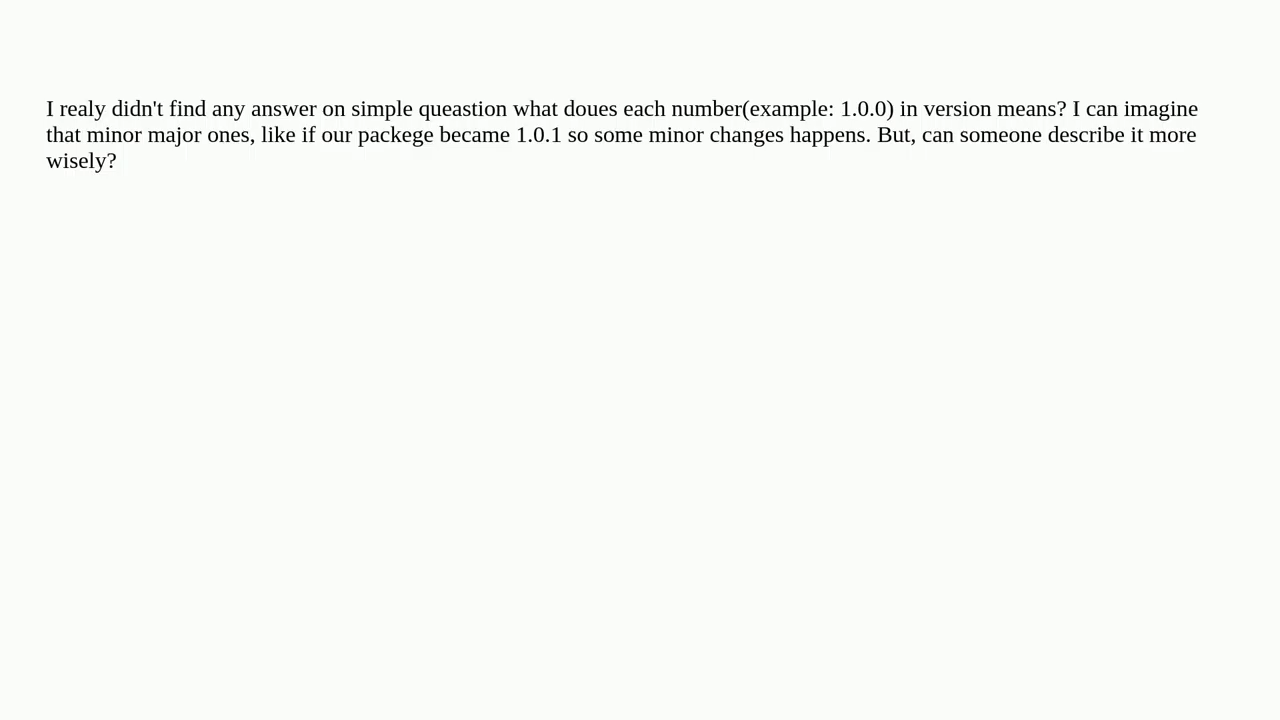 I realy didn't find any answer on simple queastion what doues each number(example: 1.0.0) in version means? I can imagine
that minor major ones, like if our packege became 1.0.1 so some minor changes happens. But, can someone describe it more
wisely?